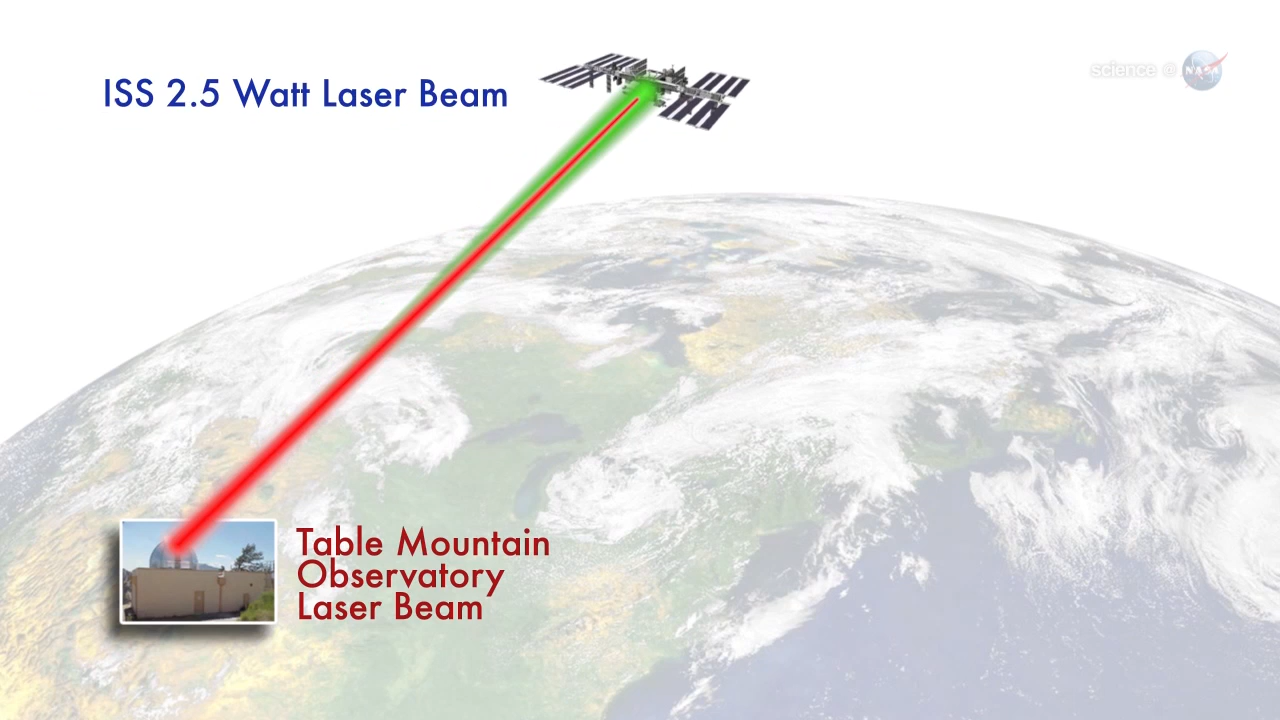 ISS 2.5 Watt Laser Beam
science @ NASA
Table Mountain
Observatory
Laser Beam